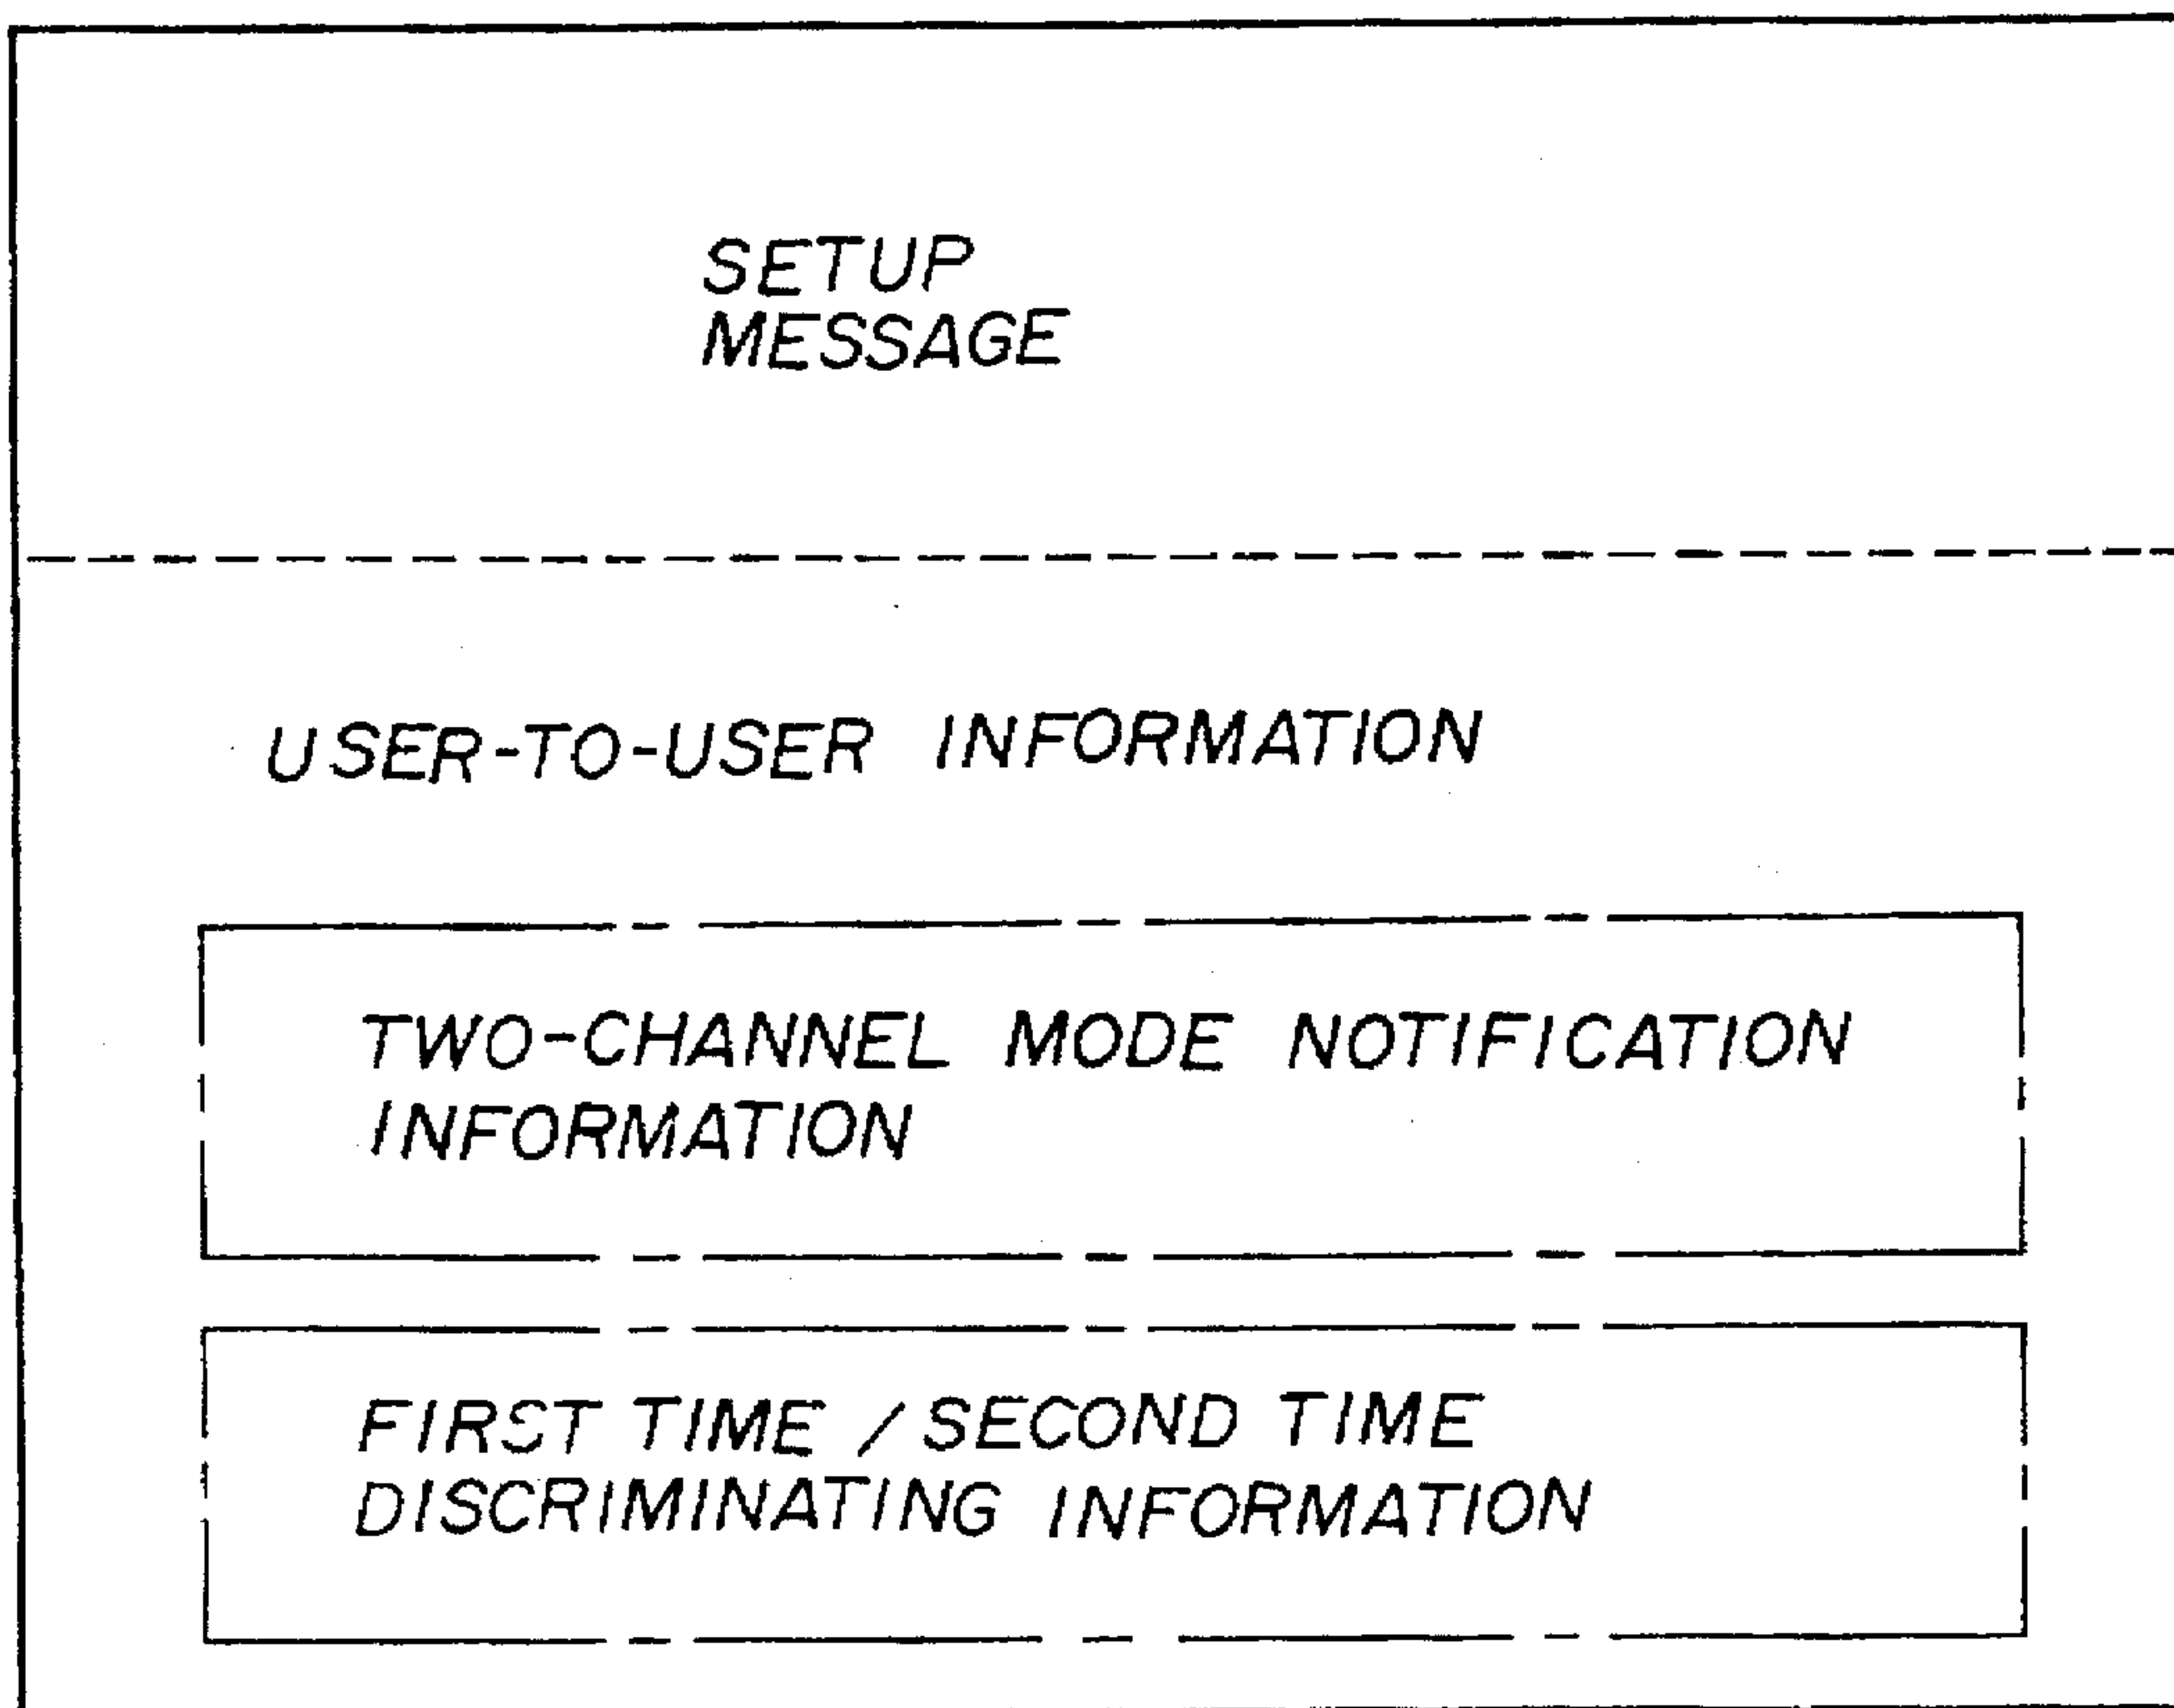 SETUP
MESSAGE
USER-TO-USER INFORMATION
TWO-CHANNEL MODE NOTIFICATION
INFORMATION
FIRST TIME / SECOND TIME
DISCRIMINATING INFORMATION